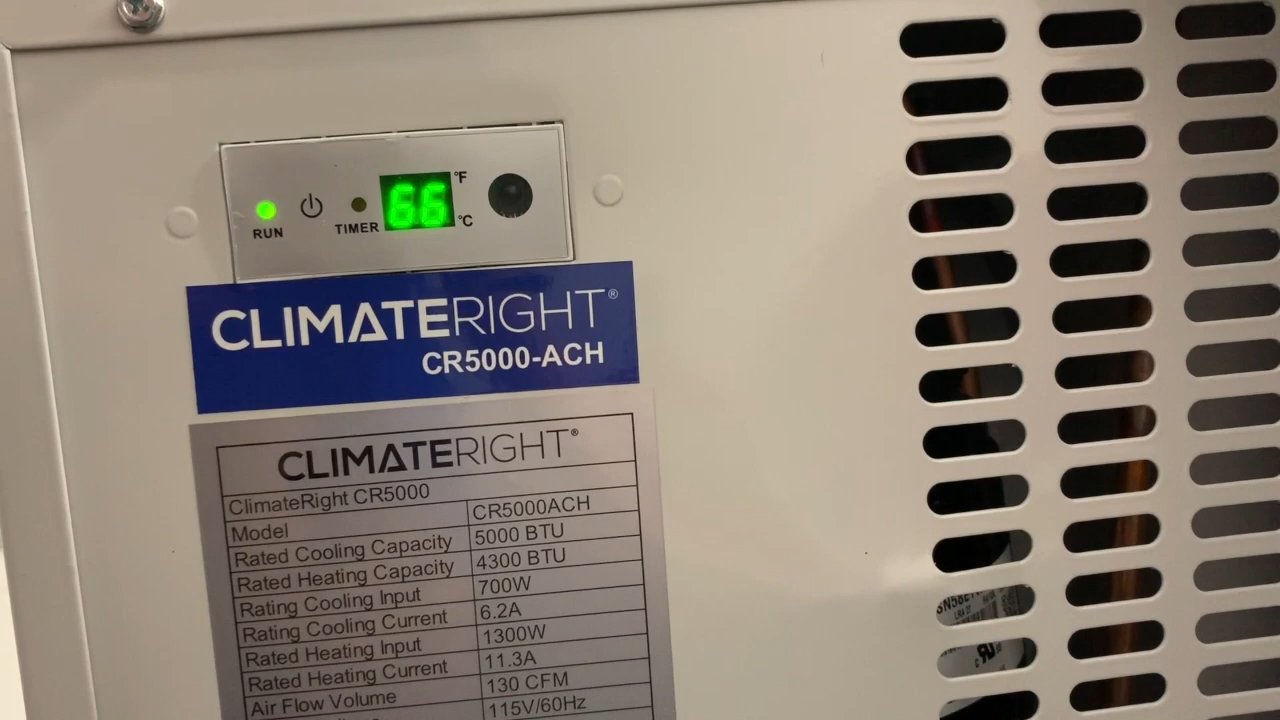 RUN
TIMER
66
°F
°C
CLIMATERIGHT®
CR5000-ACH
CLIMATERIGHT®
ClimateRight CR5000
Model CR5000ACH
Rated Cooling Capacity 5000 BTU
Rated Heating Capacity 4300 BTU
Rating Cooling Input 700W
Rating Cooling Current 6.2A
Rated Heating Input 1300W
Rated Heating Current 11.3A
Air Flow Volume 130 CFM
115V/60Hz